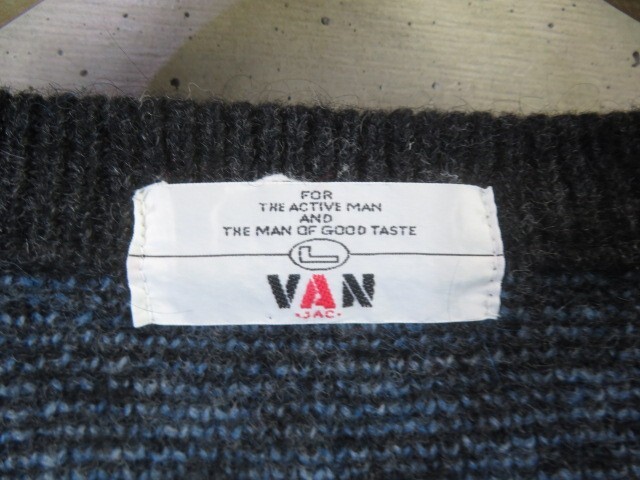 FOR
THE ACTIVE MAN
AND
THE MAN OF GOOD TASTE
L
VAN
·JAC·